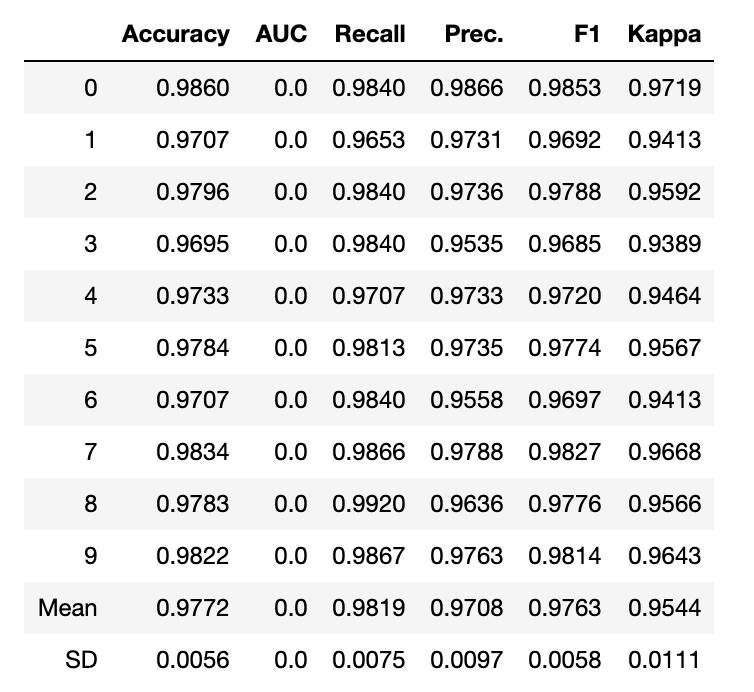 Accuracy AUC Recall Prec. F1 Kappa
0 0.9860 0.0 0.9840 0.9866 0.9853 0.9719
1 0.9707 0.0 0.9653 0.9731 0.9692 0.9413
2 0.9796 0.0 0.9840 0.9736 0.9788 0.9592
3 0.9695 0.0 0.9840 0.9535 0.9685 0.9389
4 0.9733 0.0 0.9707 0.9733 0.9720 0.9464
5 0.9784 0.0 0.9813 0.9735 0.9774 0.9567
6 0.9707 0.0 0.9840 0.9558 0.9697 0.9413
7 0.9834 0.0 0.9866 0.9788 0.9827 0.9668
8 0.9783 0.0 0.9920 0.9636 0.9776 0.9566
9 0.9822 0.0 0.9867 0.9763 0.9814 0.9643
Mean 0.9772 0.0 0.9819 0.9708 0.9763 0.9544
SD 0.0056 0.0 0.0075 0.0097 0.0058 0.0111